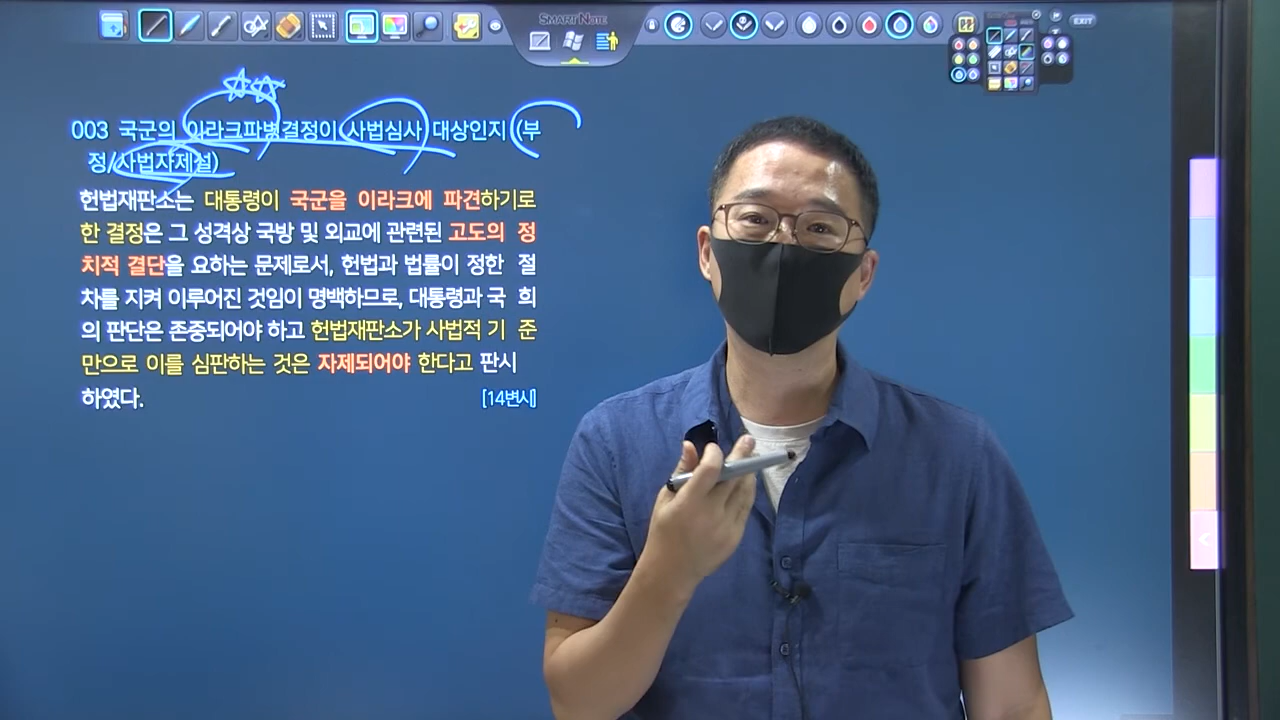 SMART NOTE
EXIT
003 국군의 이라크파병결정이 사법심사 대상인지 (부
정/사법자제설)
헌법재판소는 대통령이 국군을 이라크에 파견하기로
한 결정은 그 성격상 국방 및 외교에 관련된 고도의 정
치적 결단을 요하는 문제로서, 헌법과 법률이 정한 절
차를 지켜 이루어진 것임이 명백하므로, 대통령과 국 희
의 판단은 존중되어야 하고 헌법재판소가 사법적 기 준
만으로 이를 심판하는 것은 자제되어야 한다고 판시
하였다. [14변시]